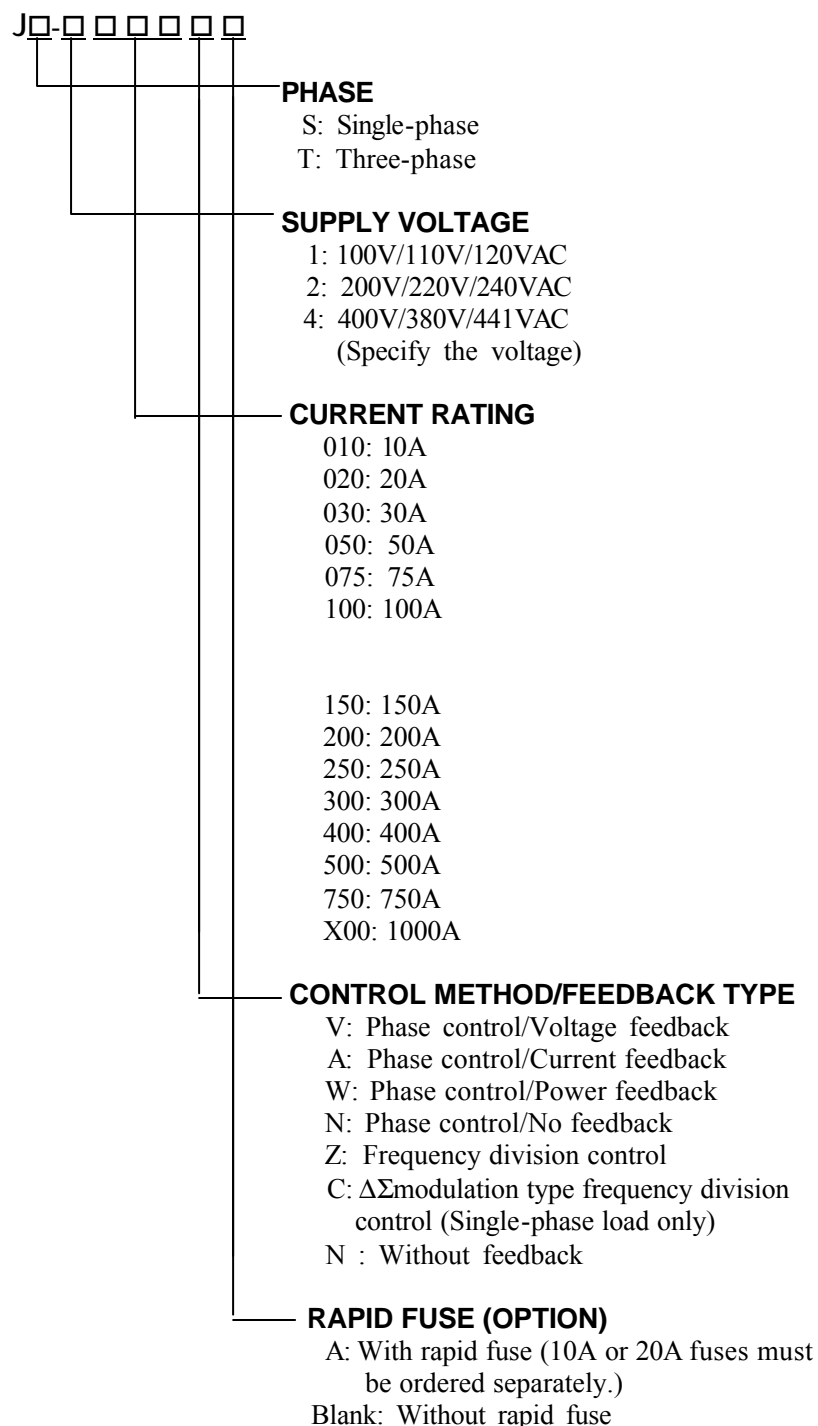 J□-□ □ □ □ □ □
PHASE
S: Single-phase
T: Three-phase
SUPPLY VOLTAGE
1: 100V/110V/120VAC
2: 200V/220V/240VAC
4: 400V/380V/441VAC
(Specify the voltage)
CURRENT RATING
010: 10A
020: 20A
030: 30A
050: 50A
075: 75A
100: 100A
150: 150A
200: 200A
250: 250A
300: 300A
400: 400A
500: 500A
750: 750A
X00: 1000A
CONTROL METHOD/FEEDBACK TYPE
V: Phase control/Voltage feedback
A: Phase control/Current feedback
W: Phase control/Power feedback
N: Phase control/No feedback
Z: Frequency division control
C: ΔΣmodulation type frequency division
control (Single-phase load only)
N : Without feedback
RAPID FUSE (OPTION)
A: With rapid fuse (10A or 20A fuses must
be ordered separately.)
Blank: Without rapid fuse